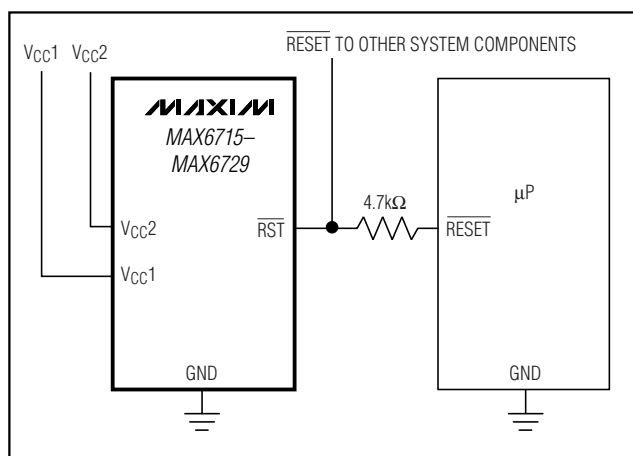 RESET TO OTHER SYSTEM COMPONENTS
VCC1 VCC2
MAXIM
MAX6715–
MAX6729
4.7kΩ
µP
VCC2
RST
RESET
VCC1
GND
GND